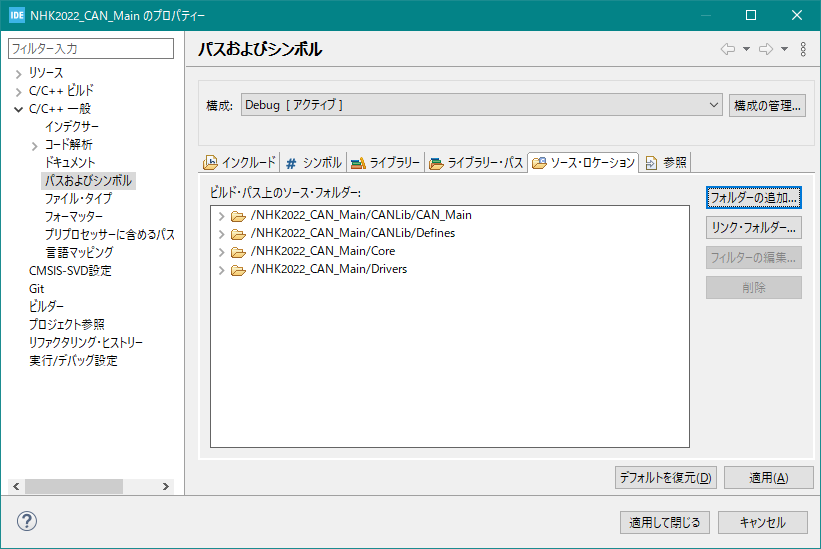 IDE NHK2022_CAN_Main のプロパティー
フィルター入力
リソース
C/C++ ビルド
C/C++ 一般
インデクサー
コード解析
ドキュメント
パスおよびシンボル
ファイル・タイプ
フォーマッター
プリプロセッサーに含めるパス
言語マッピング
CMSIS-SVD設定
Git
ビルダー
プロジェクト参照
リファクタリング・ヒストリー
実行/デバッグ設定
パスおよびシンボル
構成: Debug [ アクティブ ] 構成の管理...
インクルード # シンボル ライブラリー ライブラリー・パス ソース・ロケーション 参照
ビルド・パス上のソース・フォルダー:
/NHK2022_CAN_Main/CANLib/CAN_Main
/NHK2022_CAN_Main/CANLib/Defines
/NHK2022_CAN_Main/Core
/NHK2022_CAN_Main/Drivers
フォルダーの追加...
リンク・フォルダー...
フィルターの編集...
削除
デフォルトを復元(D) 適用(A)
? 適用して閉じる キャンセル